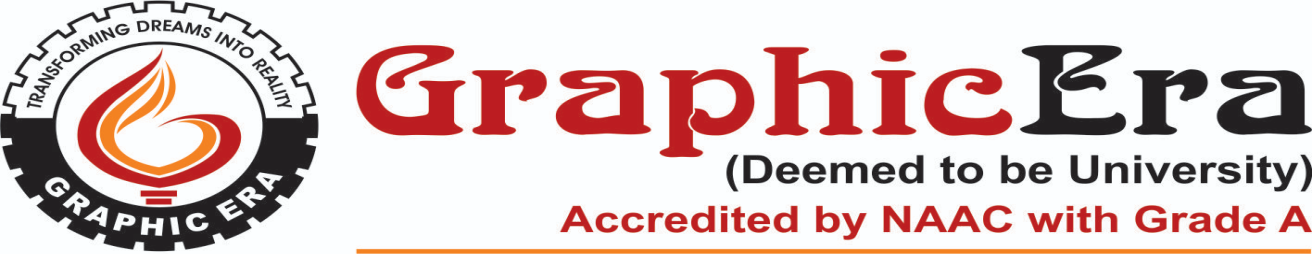 TRANSFORMING DREAMS INTO REALITY
GRAPHIC ERA
GraphicEra
(Deemed to be University)
Accredited by NAAC with Grade A